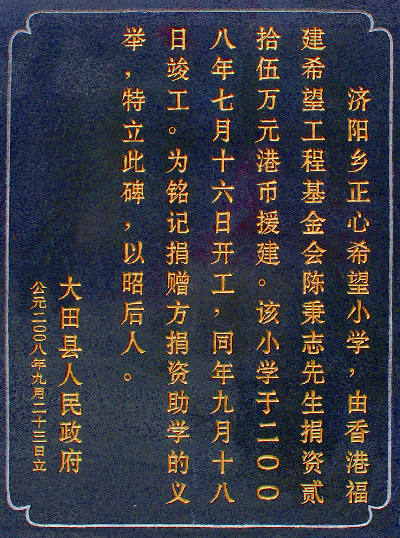 济阳乡正心希望小学，由香港福
建希望工程基金会陈秉志先生捐资贰
拾伍万元港币援建。该小学于二〇〇
八年七月十六日开工，同年九月十八
日竣工。为铭记捐赠方捐资助学的义
举，特立此碑，以昭后人。
大田县人民政府
公元二〇〇八年九月二十三日立